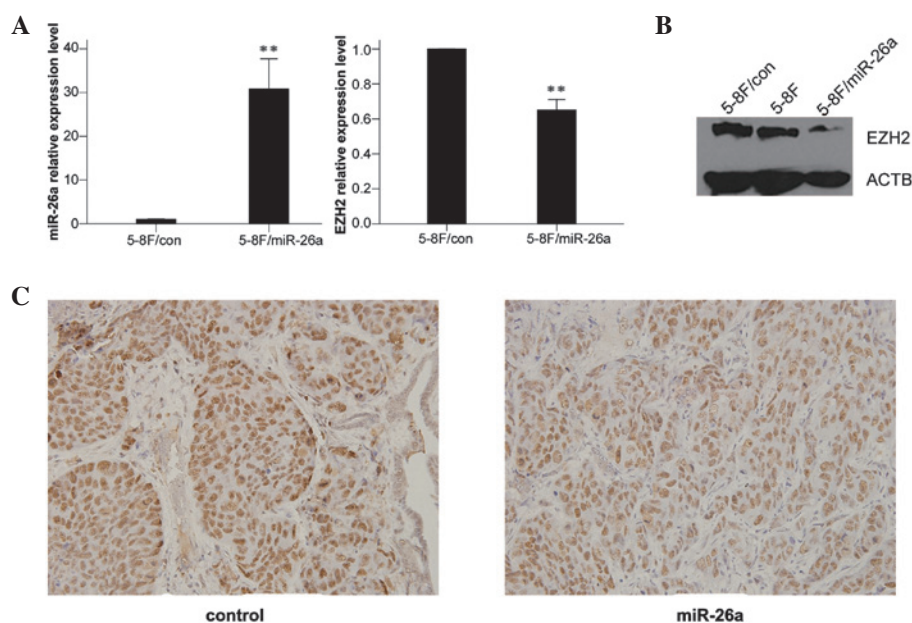 A
miR-26a relative expression level
40
30
20
10
0
**
5-8F/con
5-8F/miR-26a
EZH2 relative expression level
1.0
0.8
0.6
0.4
0.2
0.0
**
5-8F/con
5-8F/miR-26a
B
5-8F/con
5-8F
5-8F/miR-26a
EZH2
ACTB
C
control
miR-26a